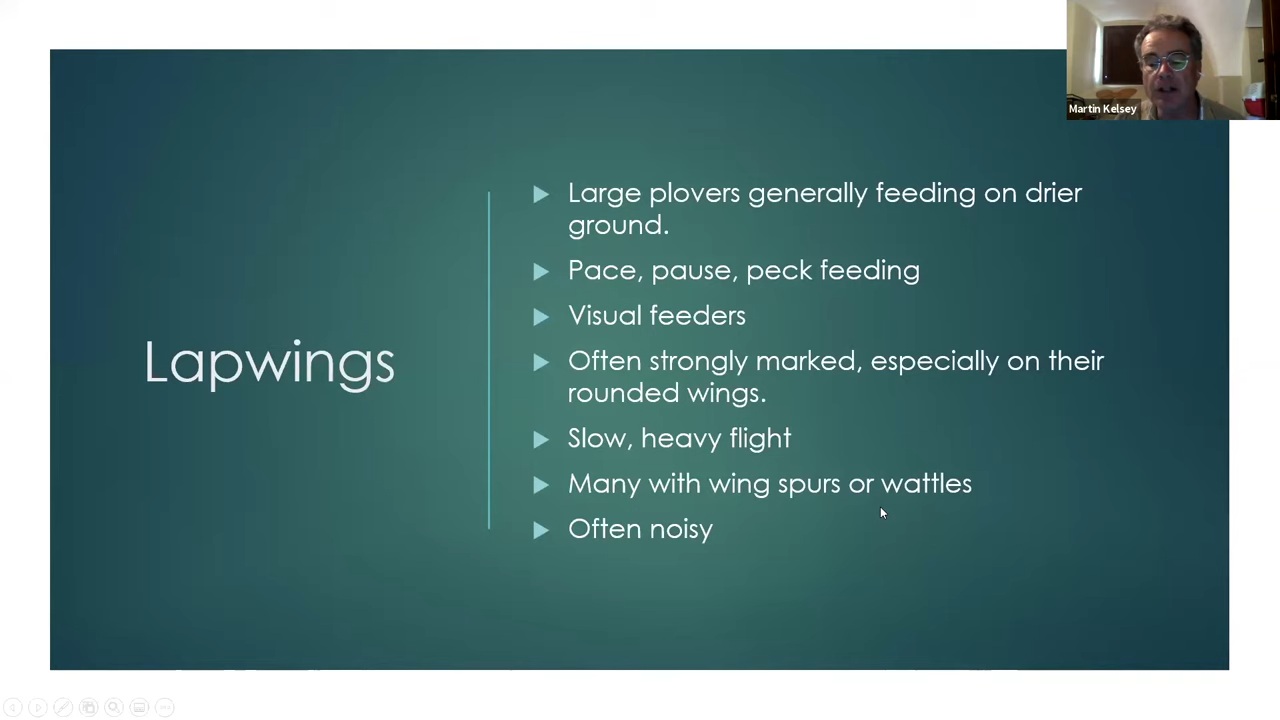 Martin Kelsey
Lapwings
Large plovers generally feeding on drier
ground.
Pace, pause, peck feeding
Visual feeders
Often strongly marked, especially on their
rounded wings.
Slow, heavy flight
Many with wing spurs or wattles
Often noisy